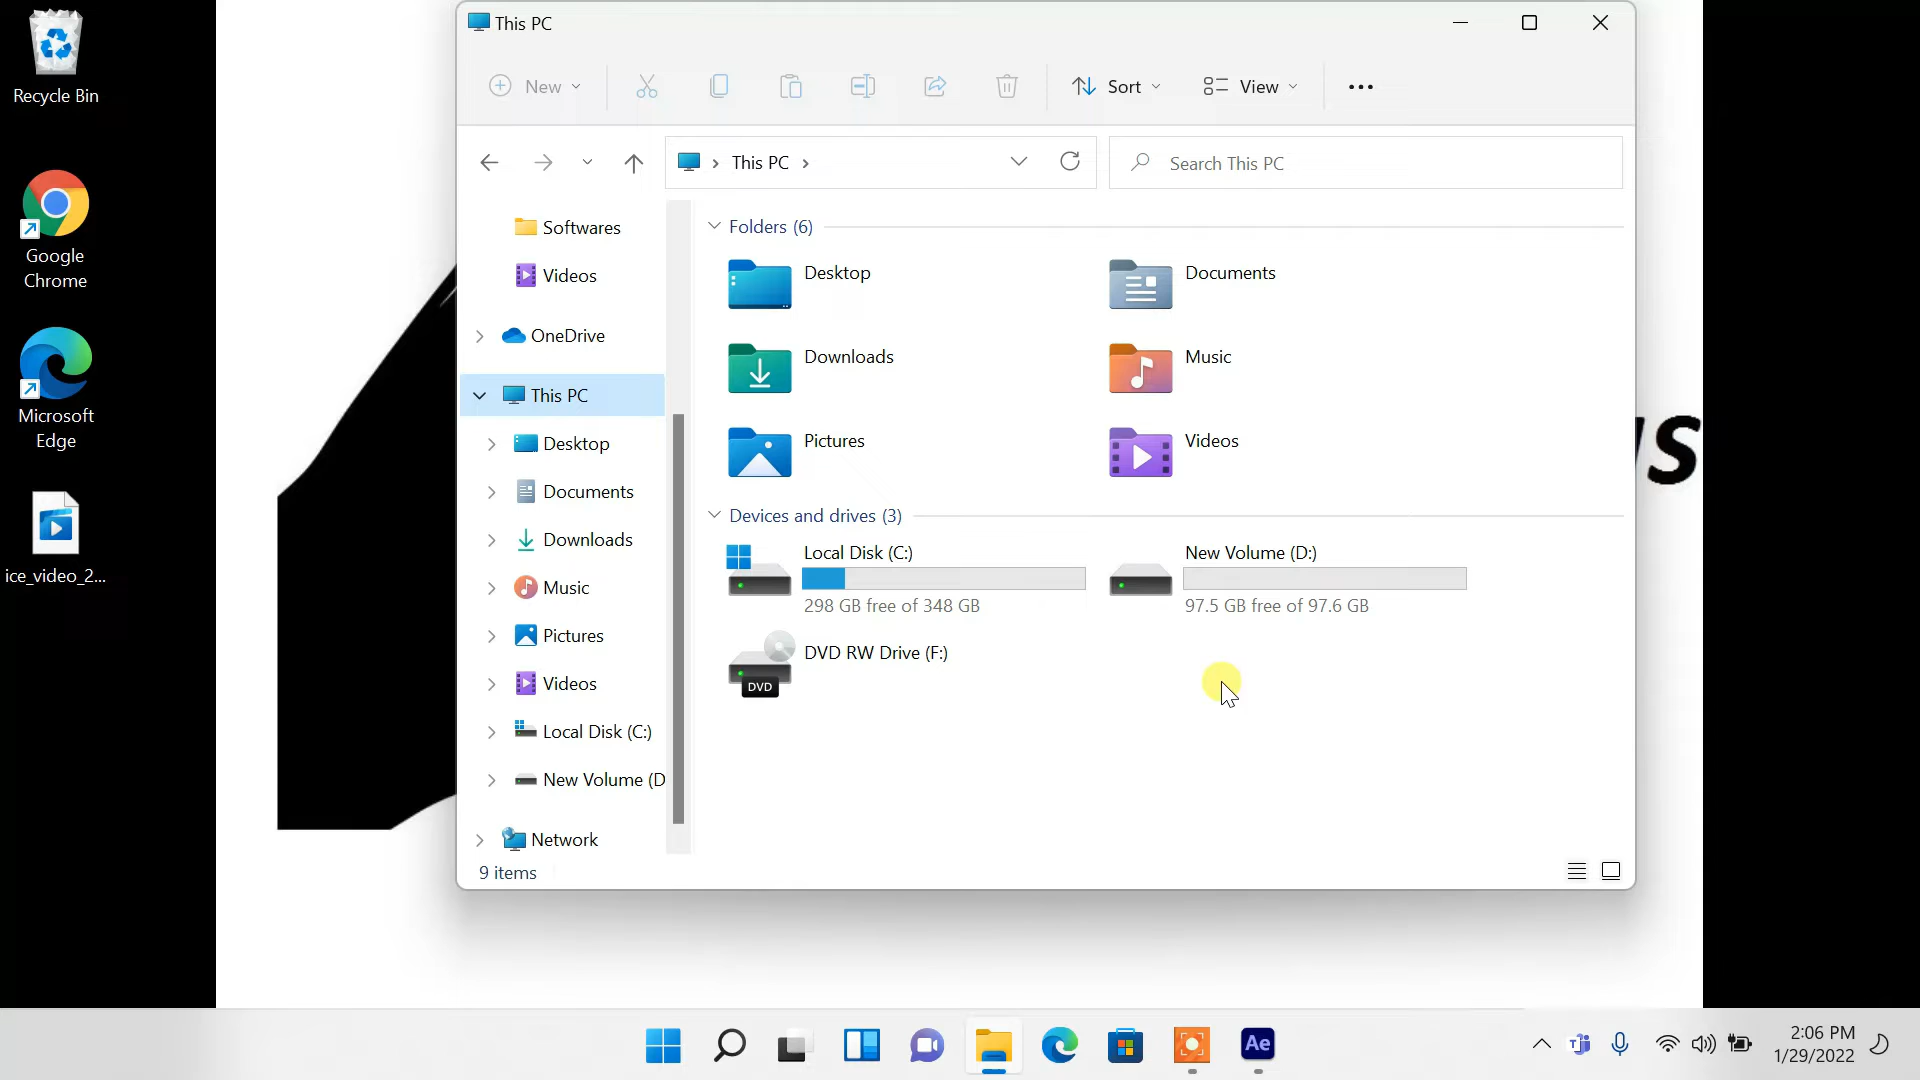 Recycle Bin
Google
Chrome
Microsoft
Edge
ice_video_2...
This PC
New
Sort
View
This PC
Search This PC
Softwares
Videos
OneDrive
This PC
Desktop
Documents
Downloads
Music
Pictures
Videos
Local Disk (C:)
New Volume (D
Network
9 items
Folders (6)
Desktop
Documents
Downloads
Music
Pictures
Videos
Devices and drives (3)
Local Disk (C:)
298 GB free of 348 GB
New Volume (D:)
97.5 GB free of 97.6 GB
DVD RW Drive (F:)
DVD
Ae
2:06 PM
1/29/2022